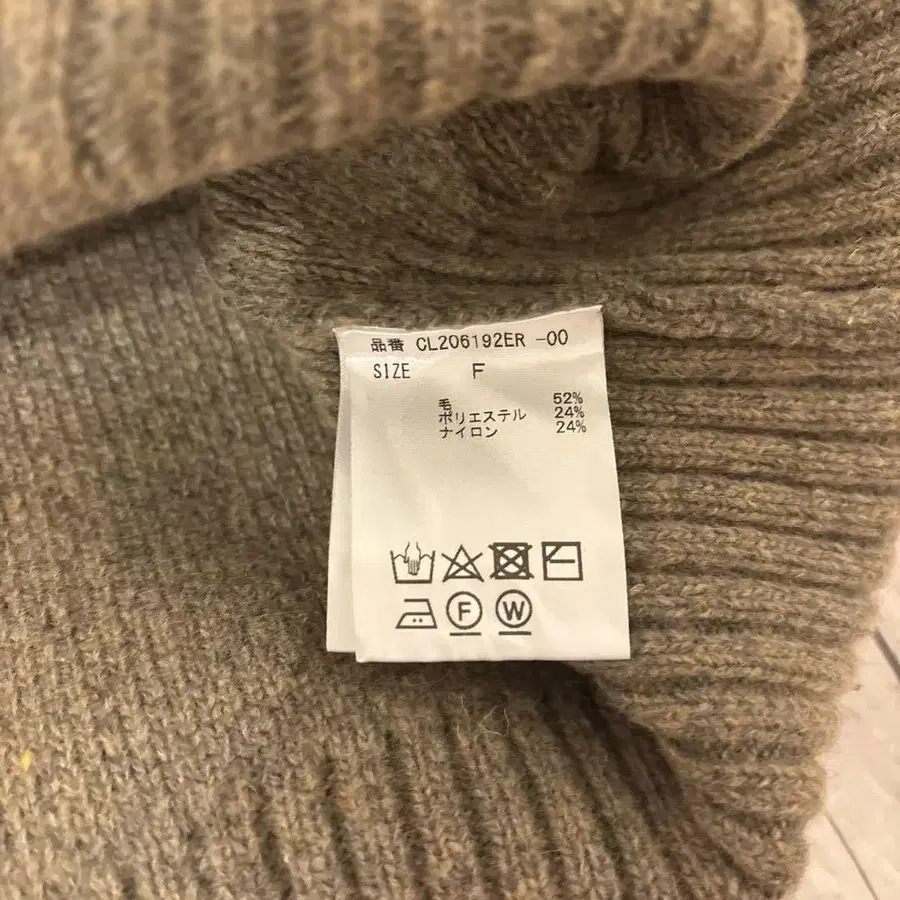 品番 CL206192ER -00
SIZE F
毛 52%
ポリエステル 24%
ナイロン 24%
F W